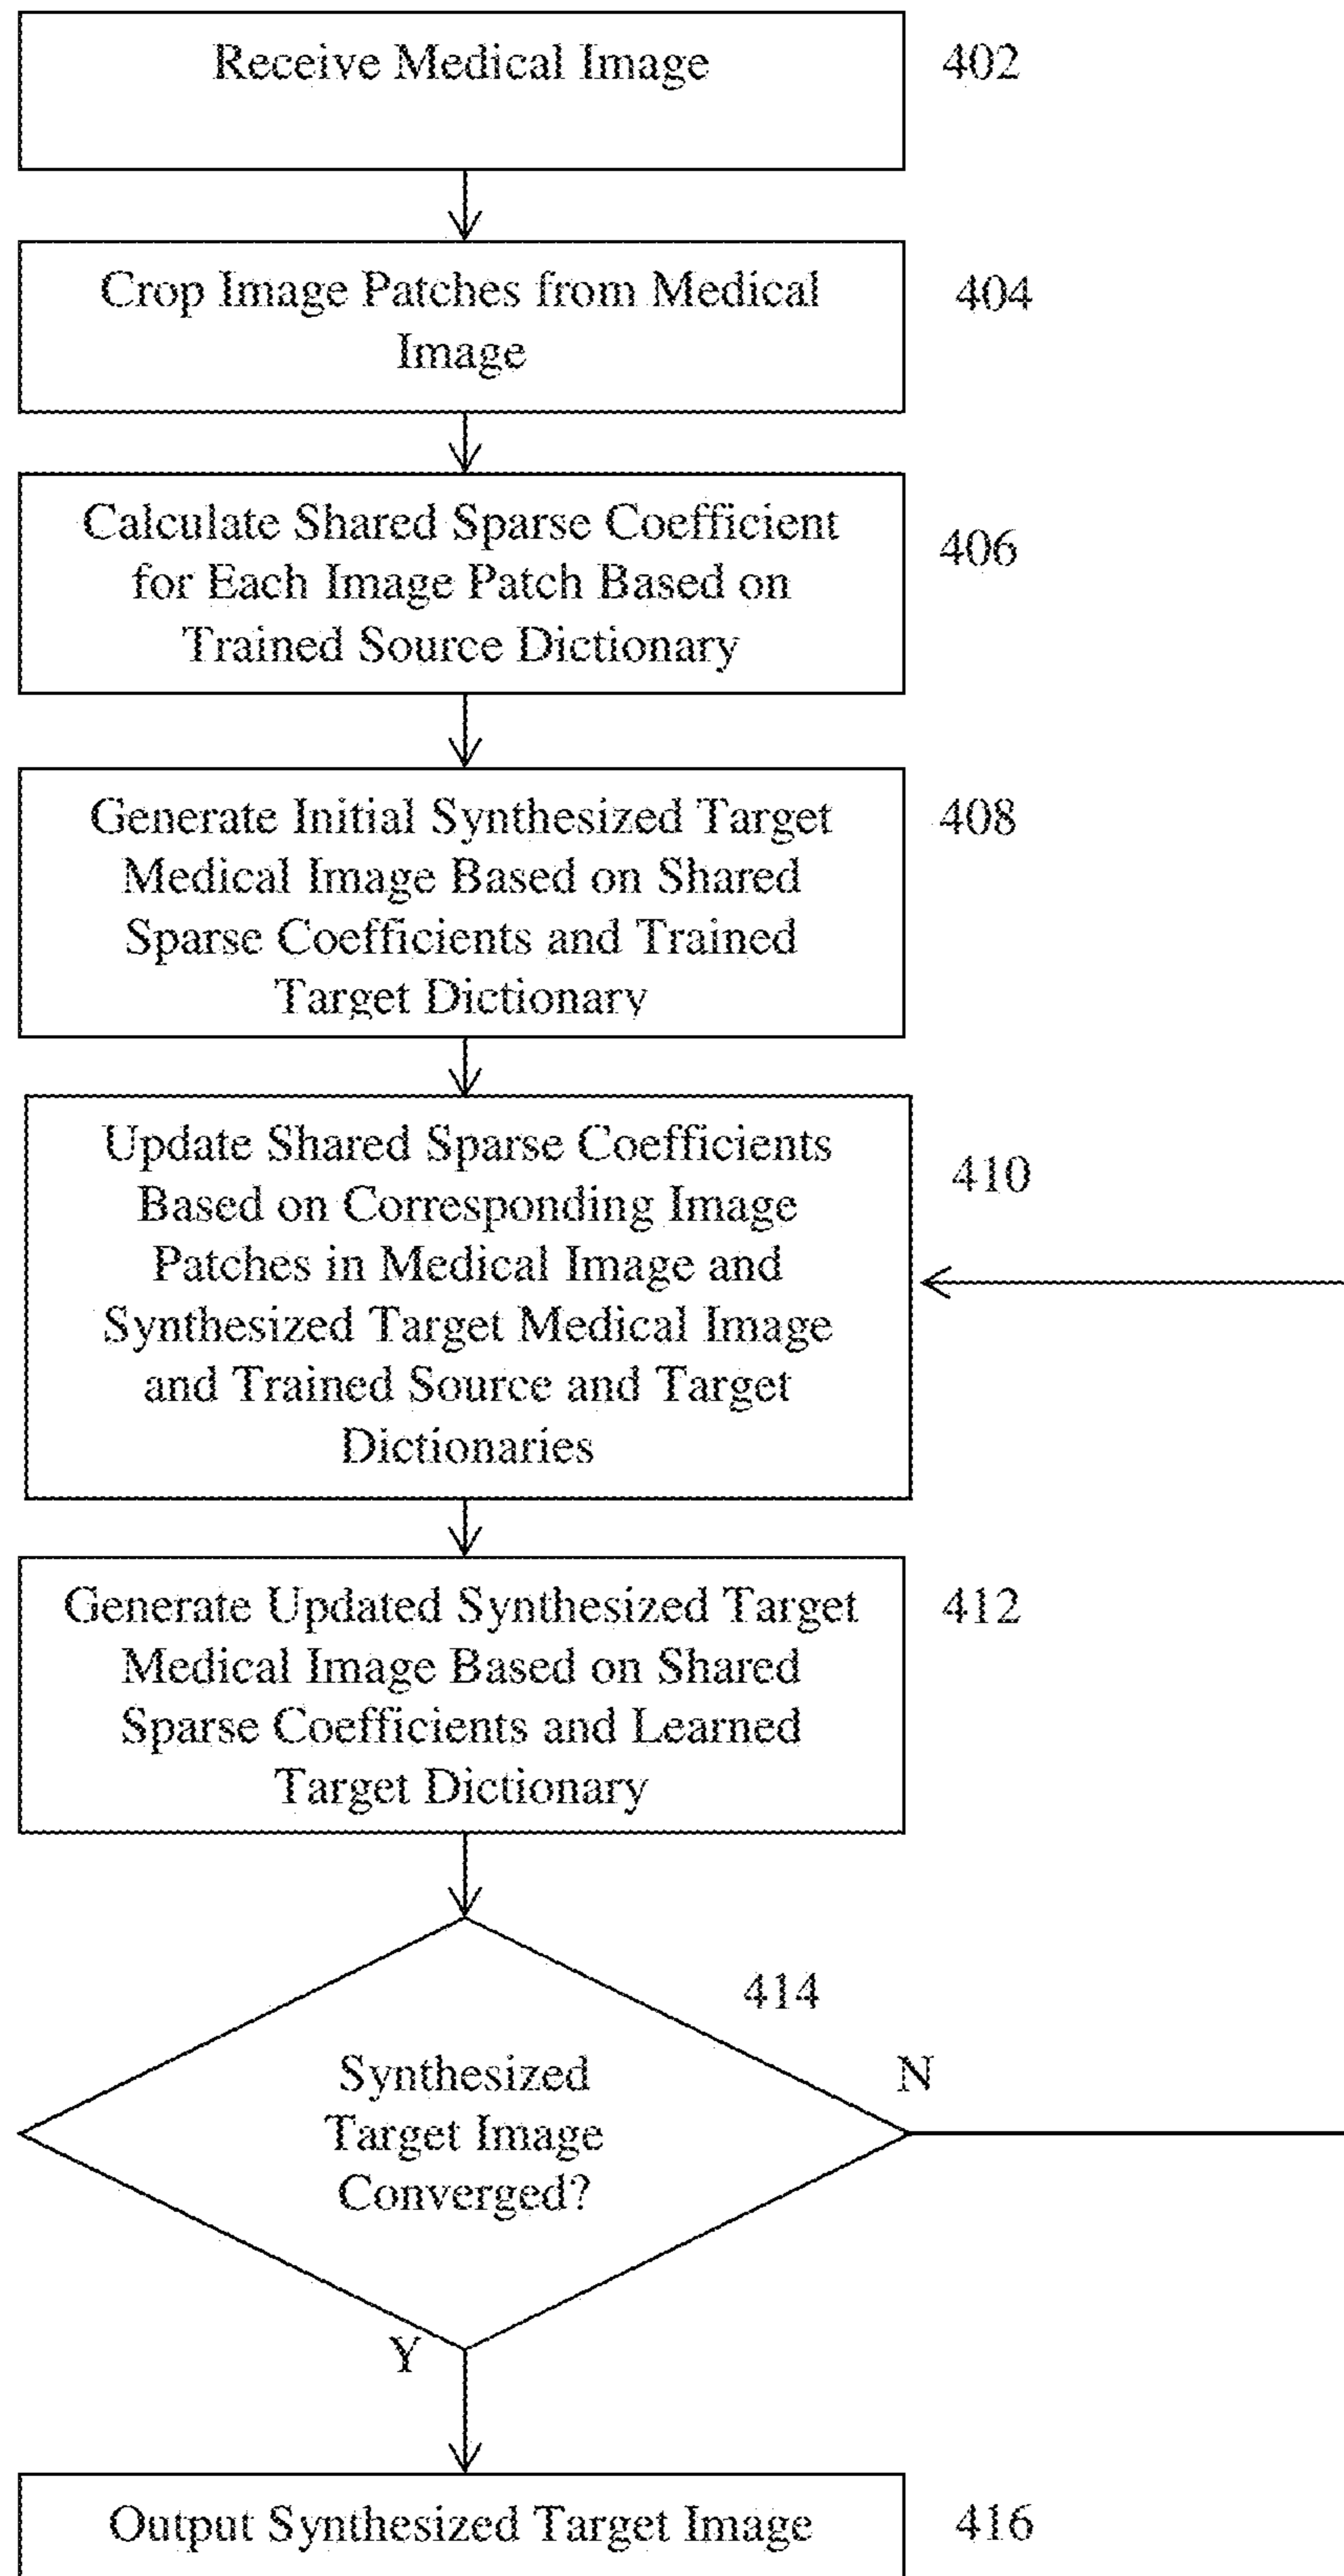 Receive Medical Image
402
Crop Image Patches from Medical
Image
404
Calculate Shared Sparse Coefficient
for Each Image Patch Based on
Trained Source Dictionary
406
Generate Initial Synthesized Target
Medical Image Based on Shared
Sparse Coefficients and Trained
Target Dictionary
408
Update Shared Sparse Coefficients
Based on Corresponding Image
Patches in Medical Image and
Synthesized Target Medical Image
and Trained Source and Target
Dictionaries
410
Generate Updated Synthesized Target
Medical Image Based on Shared
Sparse Coefficients and Learned
Target Dictionary
412
414
Synthesized
Target Image
Converged?
N
Y
Output Synthesized Target Image
416